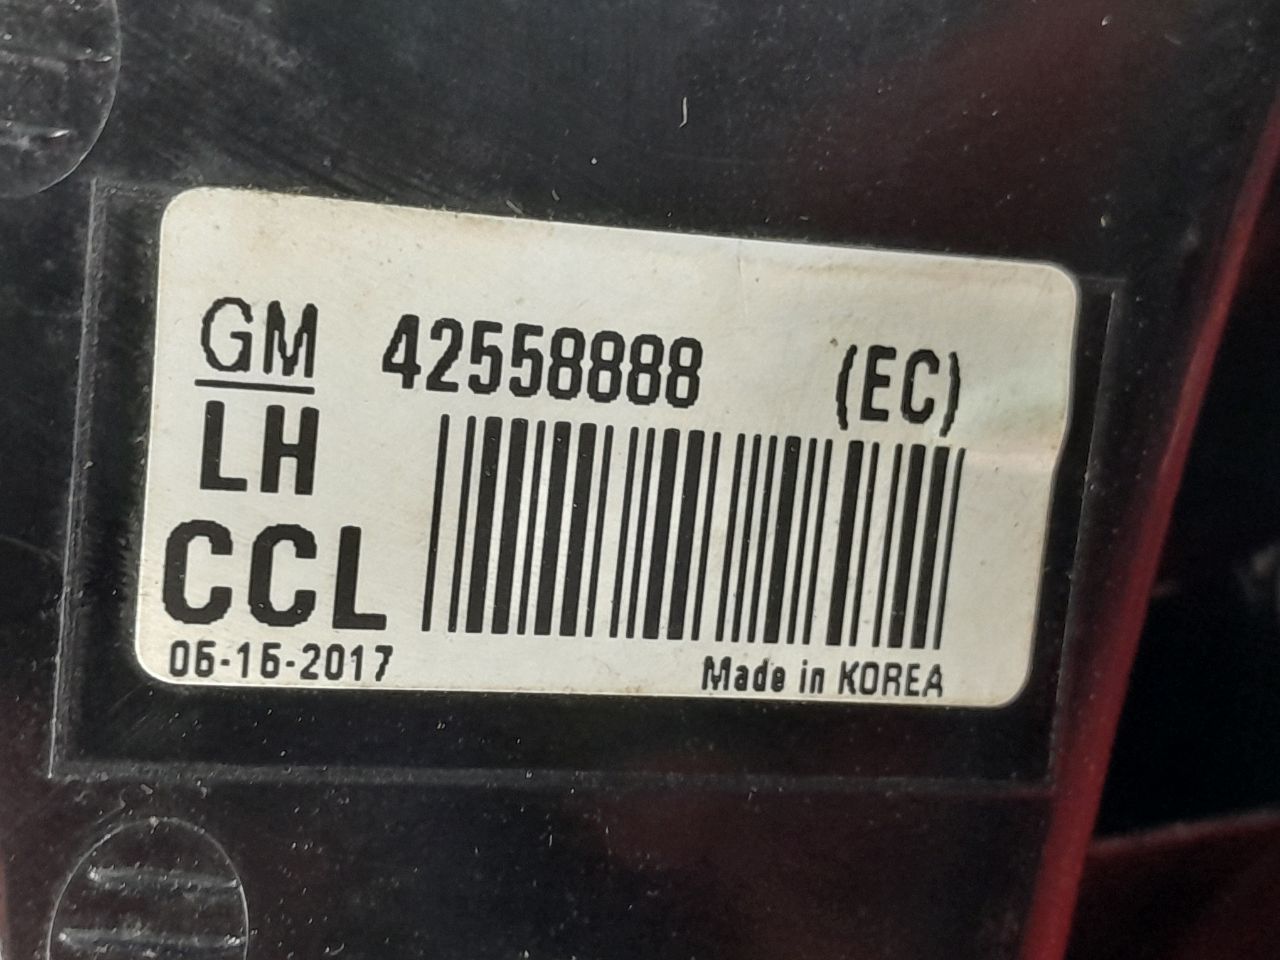 GM 42558888 (EC)
LH
CCL
06-16-2017
Made in KOREA